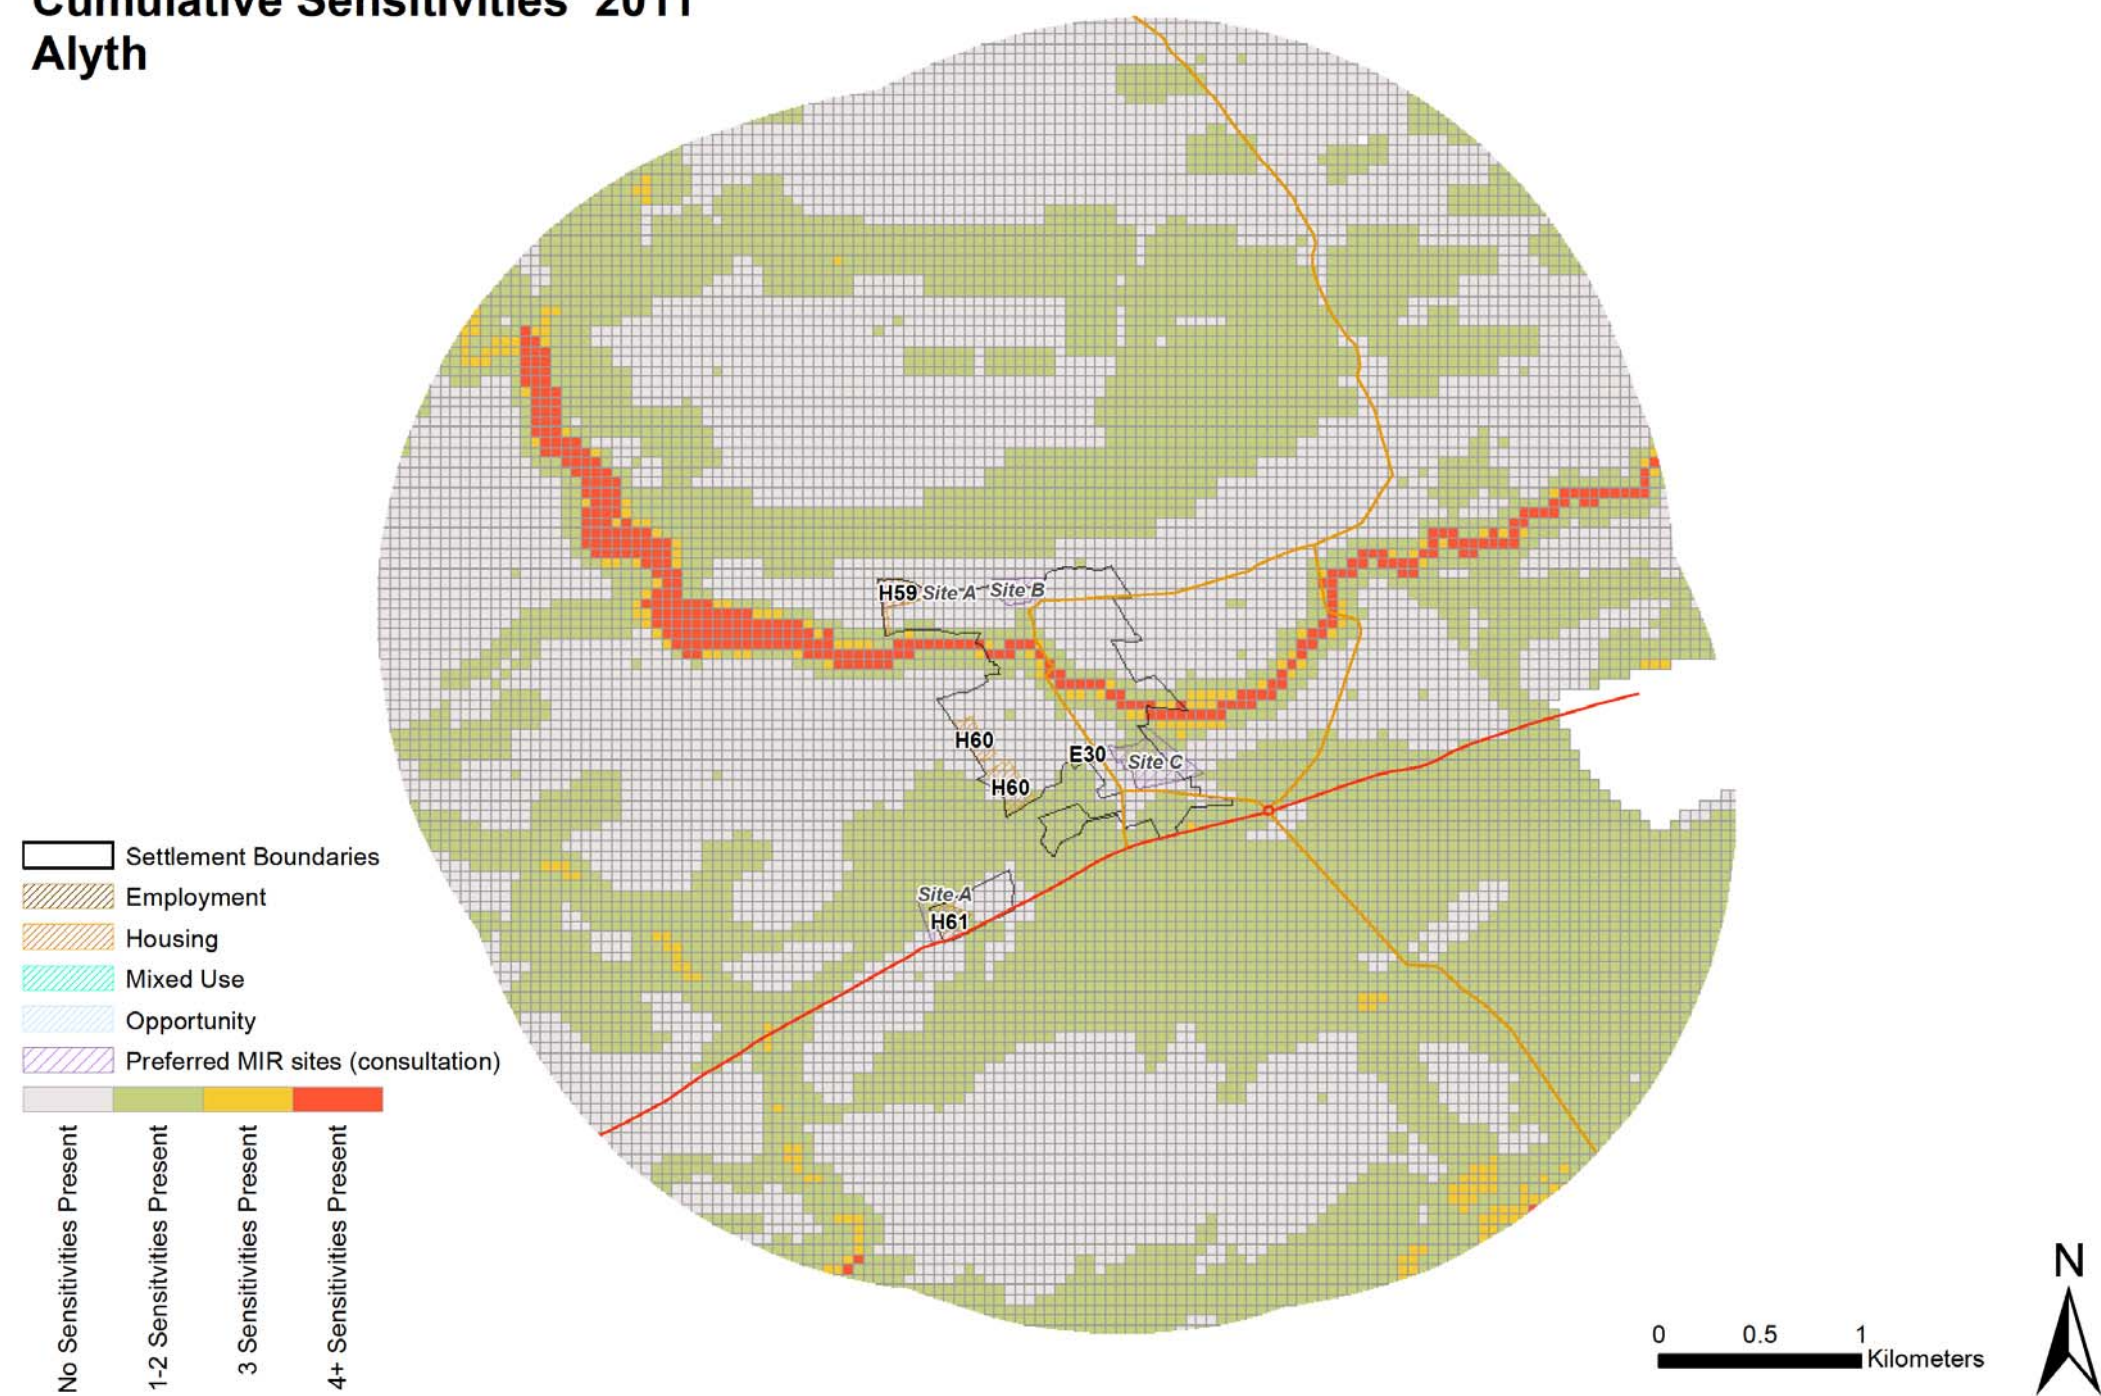 Cumulative Sensitivities 2011
Alyth
H59 Site A Site B
H60
E30
Site C
H60
Site A
H61
Settlement Boundaries
Employment
Housing
Mixed Use
Opportunity
Preferred MIR sites (consultation)
No Sensitivities Present
1-2 Sensitvities Present
3 Sensitivities Present
4+ Sensitivities Present
0 0.5 1
Kilometers
N